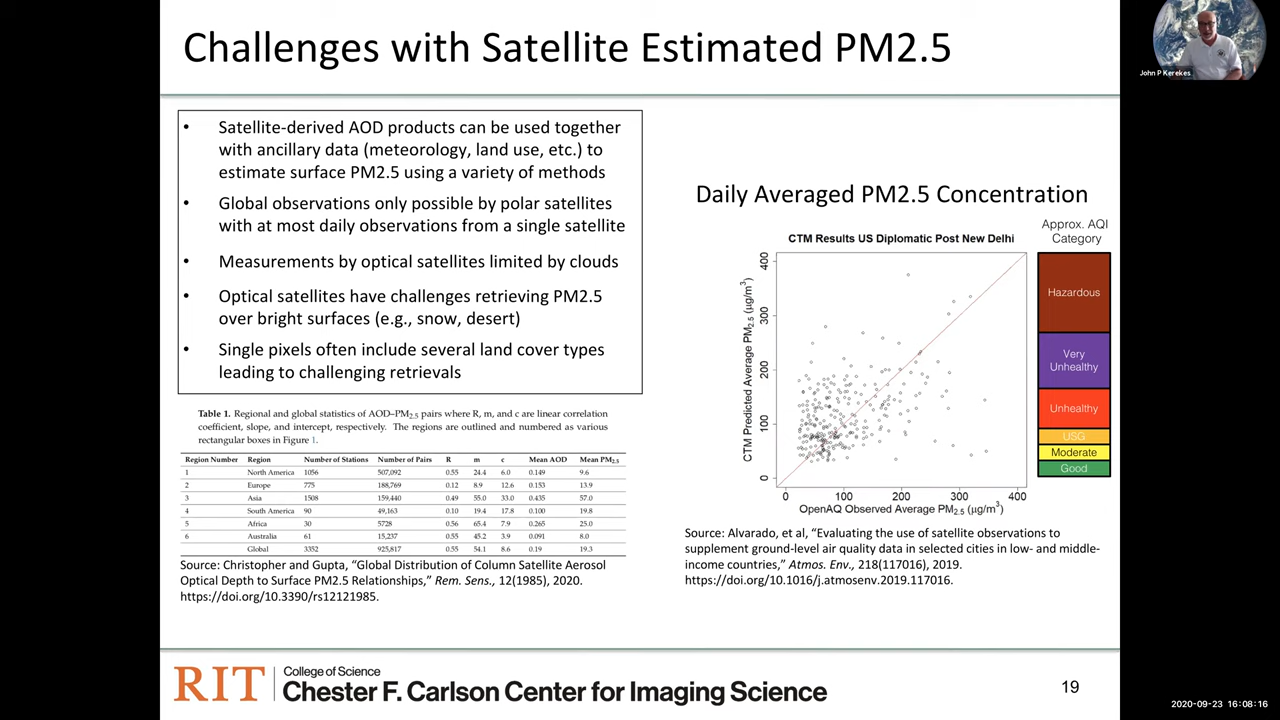 Challenges with Satellite Estimated PM2.5
John P Kerekes
• Satellite-derived AOD products can be used together
with ancillary data (meteorology, land use, etc.) to
estimate surface PM2.5 using a variety of methods
• Global observations only possible by polar satellites
with at most daily observations from a single satellite
• Measurements by optical satellites limited by clouds
• Optical satellites have challenges retrieving PM2.5
over bright surfaces (e.g., snow, desert)
• Single pixels often include several land cover types
leading to challenging retrievals
Table 1. Regional and global statistics of AOD–PM2.5 pairs where R, m, and c are linear correlation
coefficient, slope, and intercept, respectively. The regions are outlined and numbered as various
rectangular boxes in Figure 1.
Region Number Region Number of Stations Number of Pairs R m c Mean AOD Mean PM2.5
1 North America 1056 507,092 0.55 24.4 6.0 0.149 9.6
2 Europe 775 188,769 0.12 8.9 12.6 0.153 13.9
3 Asia 1508 159,440 0.49 55.0 33.0 0.435 57.0
4 South America 90 49,163 0.10 19.4 17.8 0.100 19.8
5 Africa 30 5728 0.56 65.4 7.9 0.265 25.0
6 Australia 61 15,237 0.55 45.2 3.9 0.091 8.0
Global 3352 925,817 0.55 54.1 8.6 0.19 19.3
Source: Christopher and Gupta, “Global Distribution of Column Satellite Aerosol
Optical Depth to Surface PM2.5 Relationships,” Rem. Sens., 12(1985), 2020.
https://doi.org/10.3390/rs12121985.
Daily Averaged PM2.5 Concentration
Approx. AQI
Category
CTM Results US Diplomatic Post New Delhi
CTM Predicted Average PM2.5 (µg/m³)
400
300
200
100
0
0 100 200 300 400
OpenAQ Observed Average PM2.5 (µg/m³)
Hazardous
Very
Unhealthy
Unhealthy
USG
Moderate
Good
Source: Alvarado, et al, “Evaluating the use of satellite observations to
supplement ground-level air quality data in selected cities in low- and middle-
income countries,” Atmos. Env., 218(117016), 2019.
https://doi.org/10.1016/j.atmosenv.2019.117016.
RIT
College of Science
Chester F. Carlson Center for Imaging Science
19
2020-09-23 16:08:16